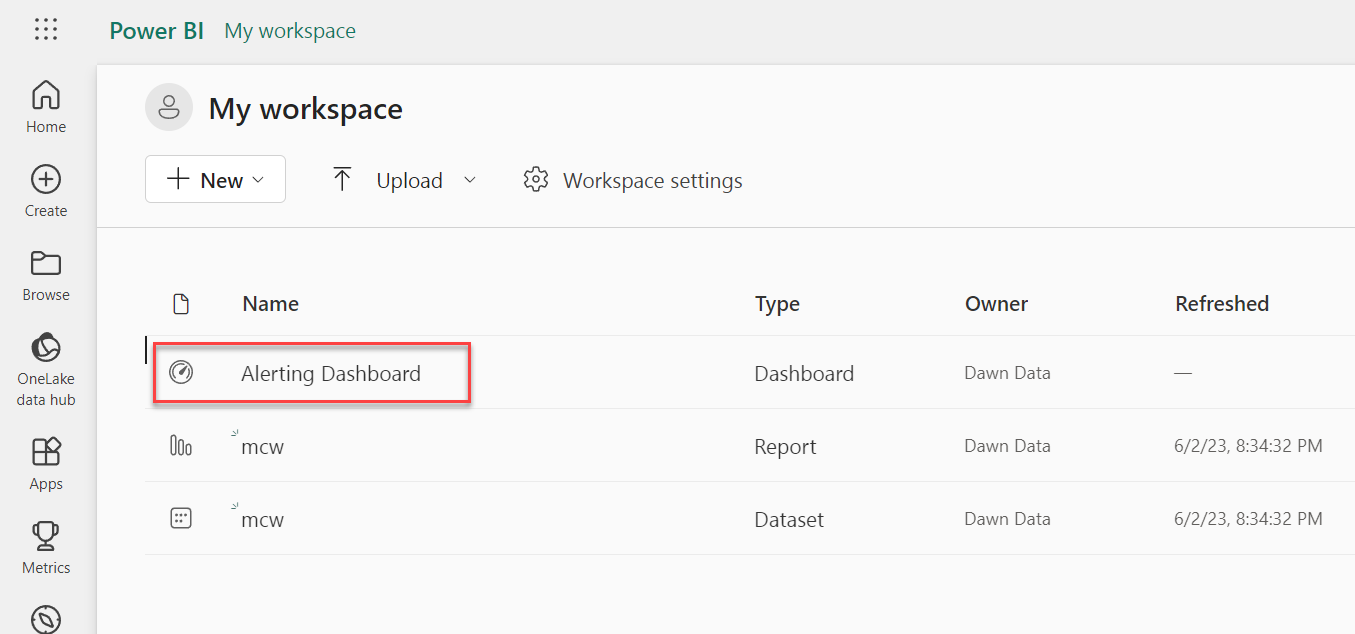 Power BI My workspace
Home
Create
Browse
OneLake
data hub
Apps
Metrics
My workspace
New Upload Workspace settings
Name Type Owner Refreshed
Alerting Dashboard Dashboard Dawn Data —
mcw Report Dawn Data 6/2/23, 8:34:32 PM
mcw Dataset Dawn Data 6/2/23, 8:34:32 PM